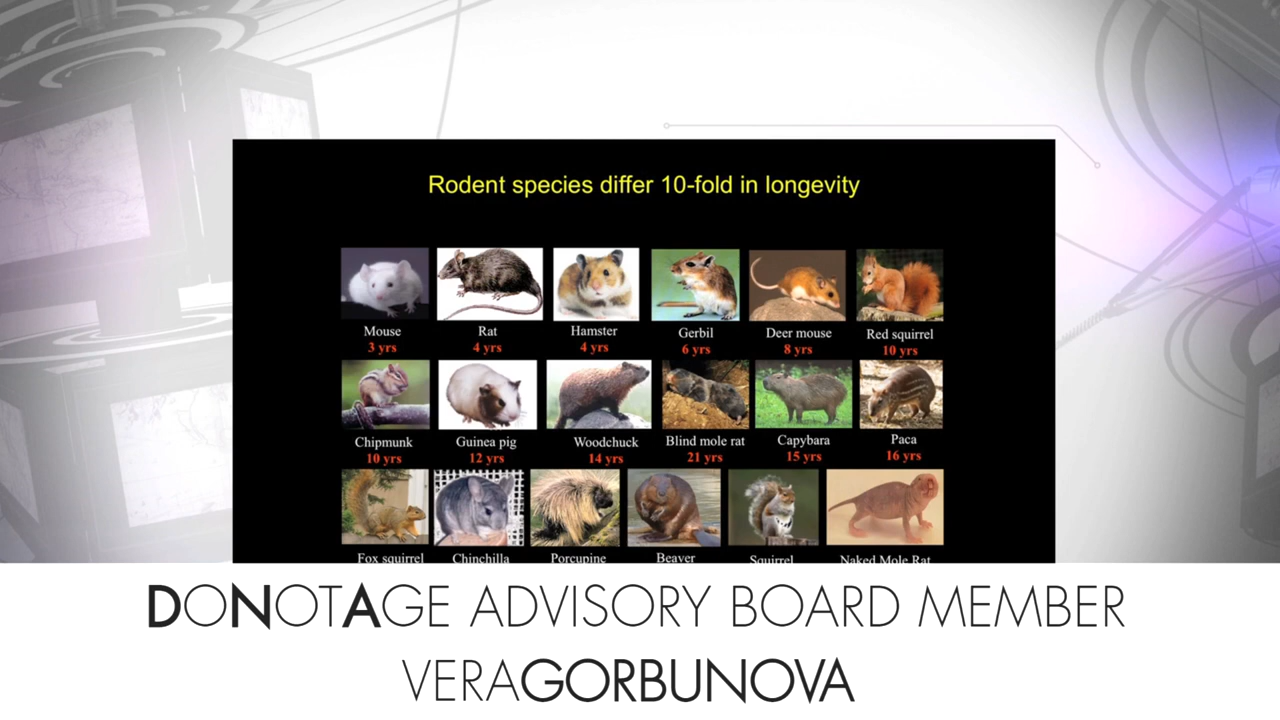 Rodent species differ 10-fold in longevity
Mouse Rat Hamster Gerbil Deer mouse Red squirrel
3 yrs 4 yrs 4 yrs 6 yrs 8 yrs 10 yrs
Chipmunk Guinea pig Woodchuck Blind mole rat Capybara Paca
10 yrs 12 yrs 14 yrs 21 yrs 15 yrs 16 yrs
Fox squirrel Chinchilla Porcupine Beaver Squirrel Naked Mole Rat
DONOTAGE ADVISORY BOARD MEMBER
VERAGORBUNOVA